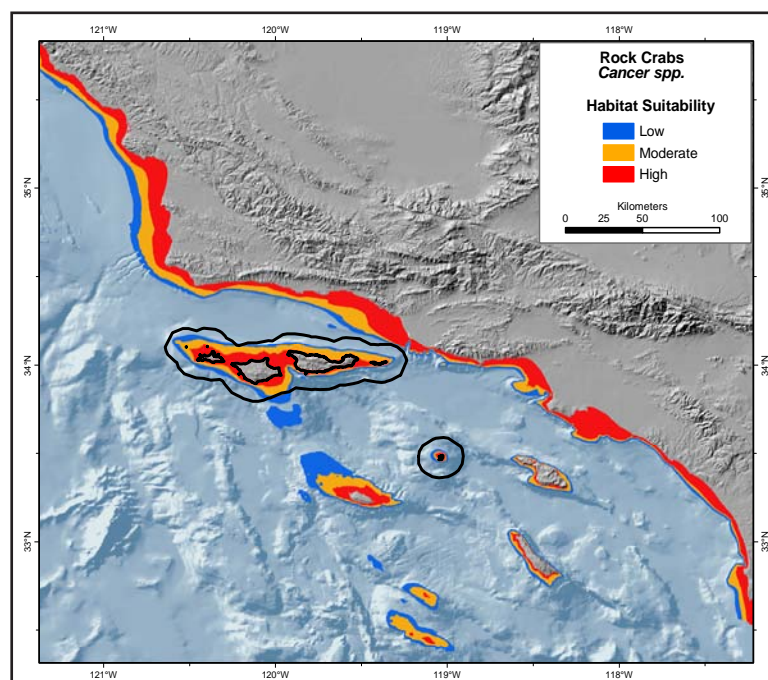 121°W 120°W 119°W 118°W
Rock Crabs
Cancer spp.
Habitat Suitability
Low
Moderate
High
Kilometers
0 25 50 100
35°N 35°N
34°N 34°N
33°N 33°N
121°W 120°W 119°W 118°W